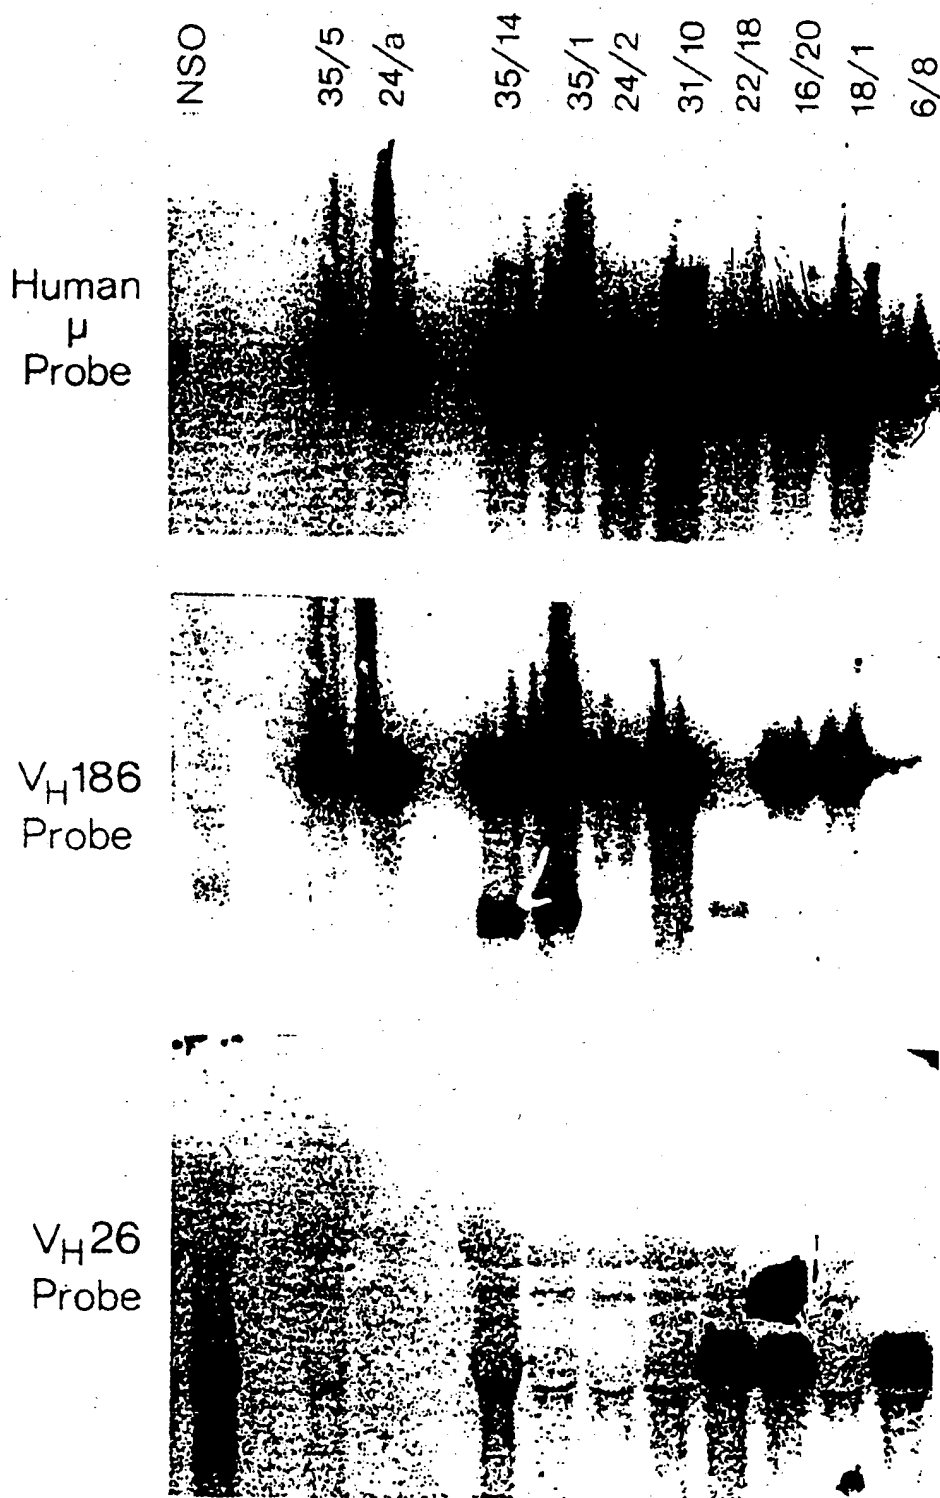 NSO
35/5
24/a
35/14
35/1
24/2
31/10
22/18
16/20
18/1
6/8
Human
μ
Probe
VH186
Probe
VH26
Probe